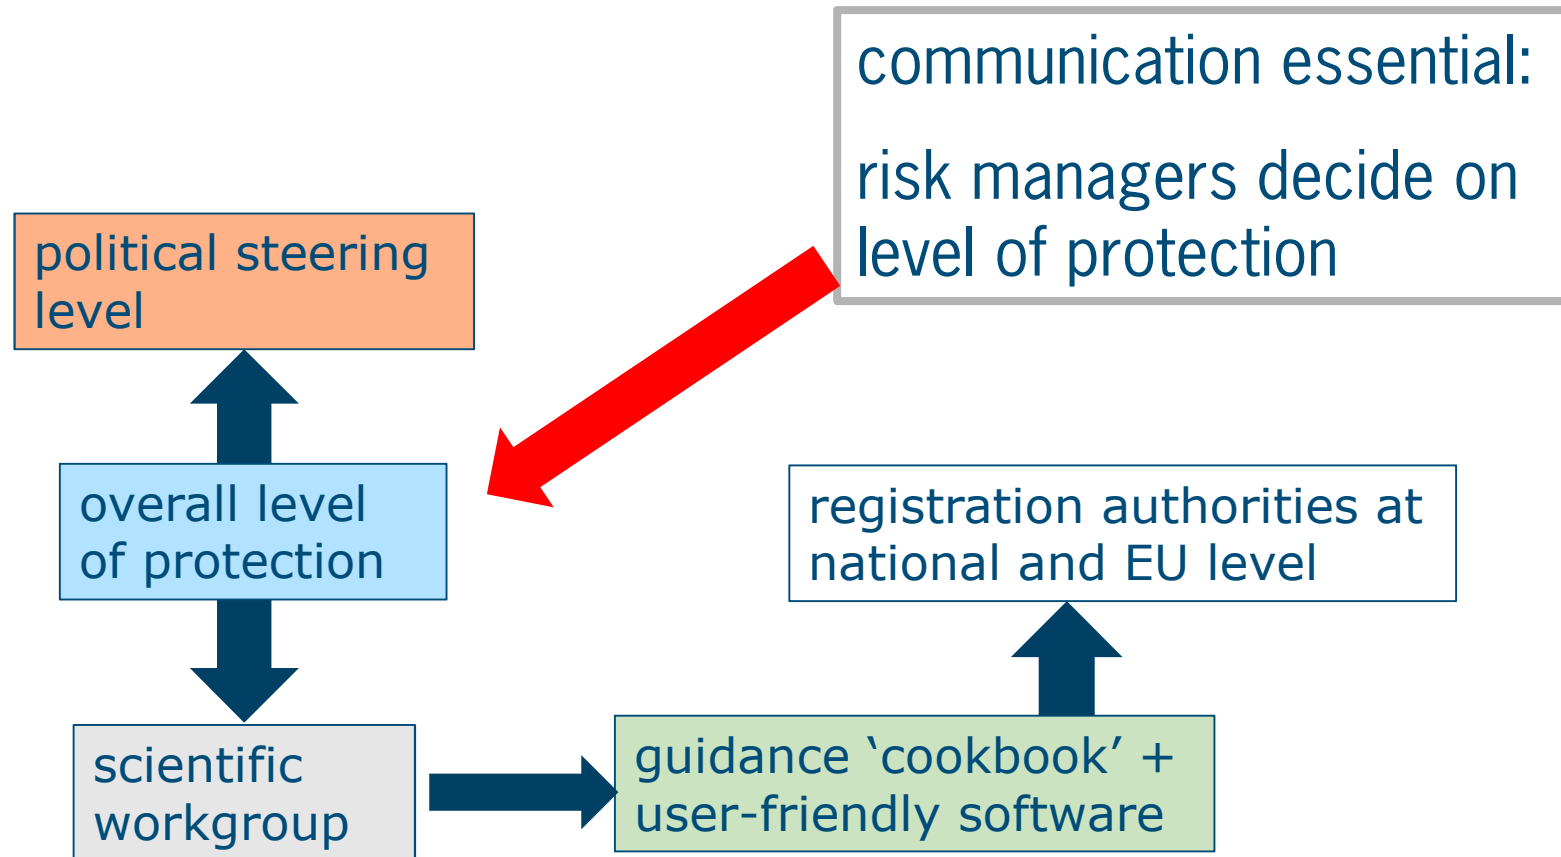 communication essential:
risk managers decide on
level of protection
political steering
level
overall level
of protection
registration authorities at
national and EU level
scientific
workgroup
guidance ‘cookbook’ +
user-friendly software